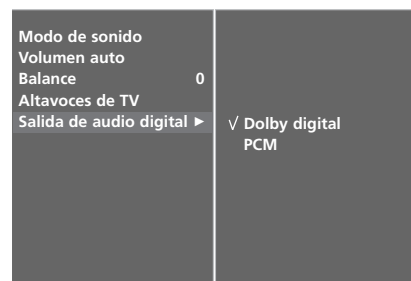 Modo de sonido
Volumen auto
Balance 0
Altavoces de TV
Salida de audio digital ►
√ Dolby digital
PCM